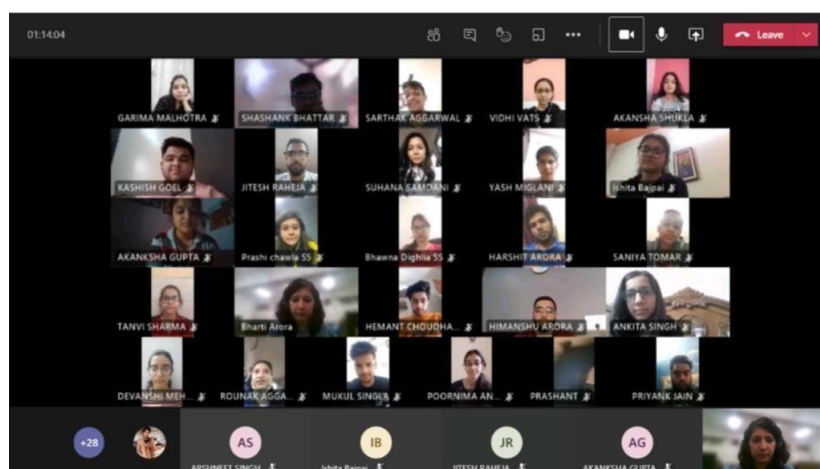 01:14:04
Leave
GARIMA MALHOTRA
SHASHANK BHATTAR
SARTHAK AGGARWAL
VIDHI VATS
AKANSHA SHUKLA
KASHISH GOEL
JITESH RAHEJA
SUHANA SAMDANI
YASH MIGLANI
Ishita Bajpai
AKANKSHA GUPTA
Prashi chawla SS
Bhawna Dighlia SS
HARSHIT ARORA
SANIYA TOMAR
TANVI SHARMA
Bharti Arora
HEMANT CHOUDHA...
HIMANSHU ARORA
ANKITA SINGH
DEVANSHI MEH...
ROUNAK AGGA...
MUKUL SINGLA
POORNIMA AN...
PRASHANT
PRIYANK JAIN
+28
AS
IB
JR
AG
ARSHNEET SINGH
Ishita Bajpai
JITESH RAHEJA
AKANKSHA GUPTA